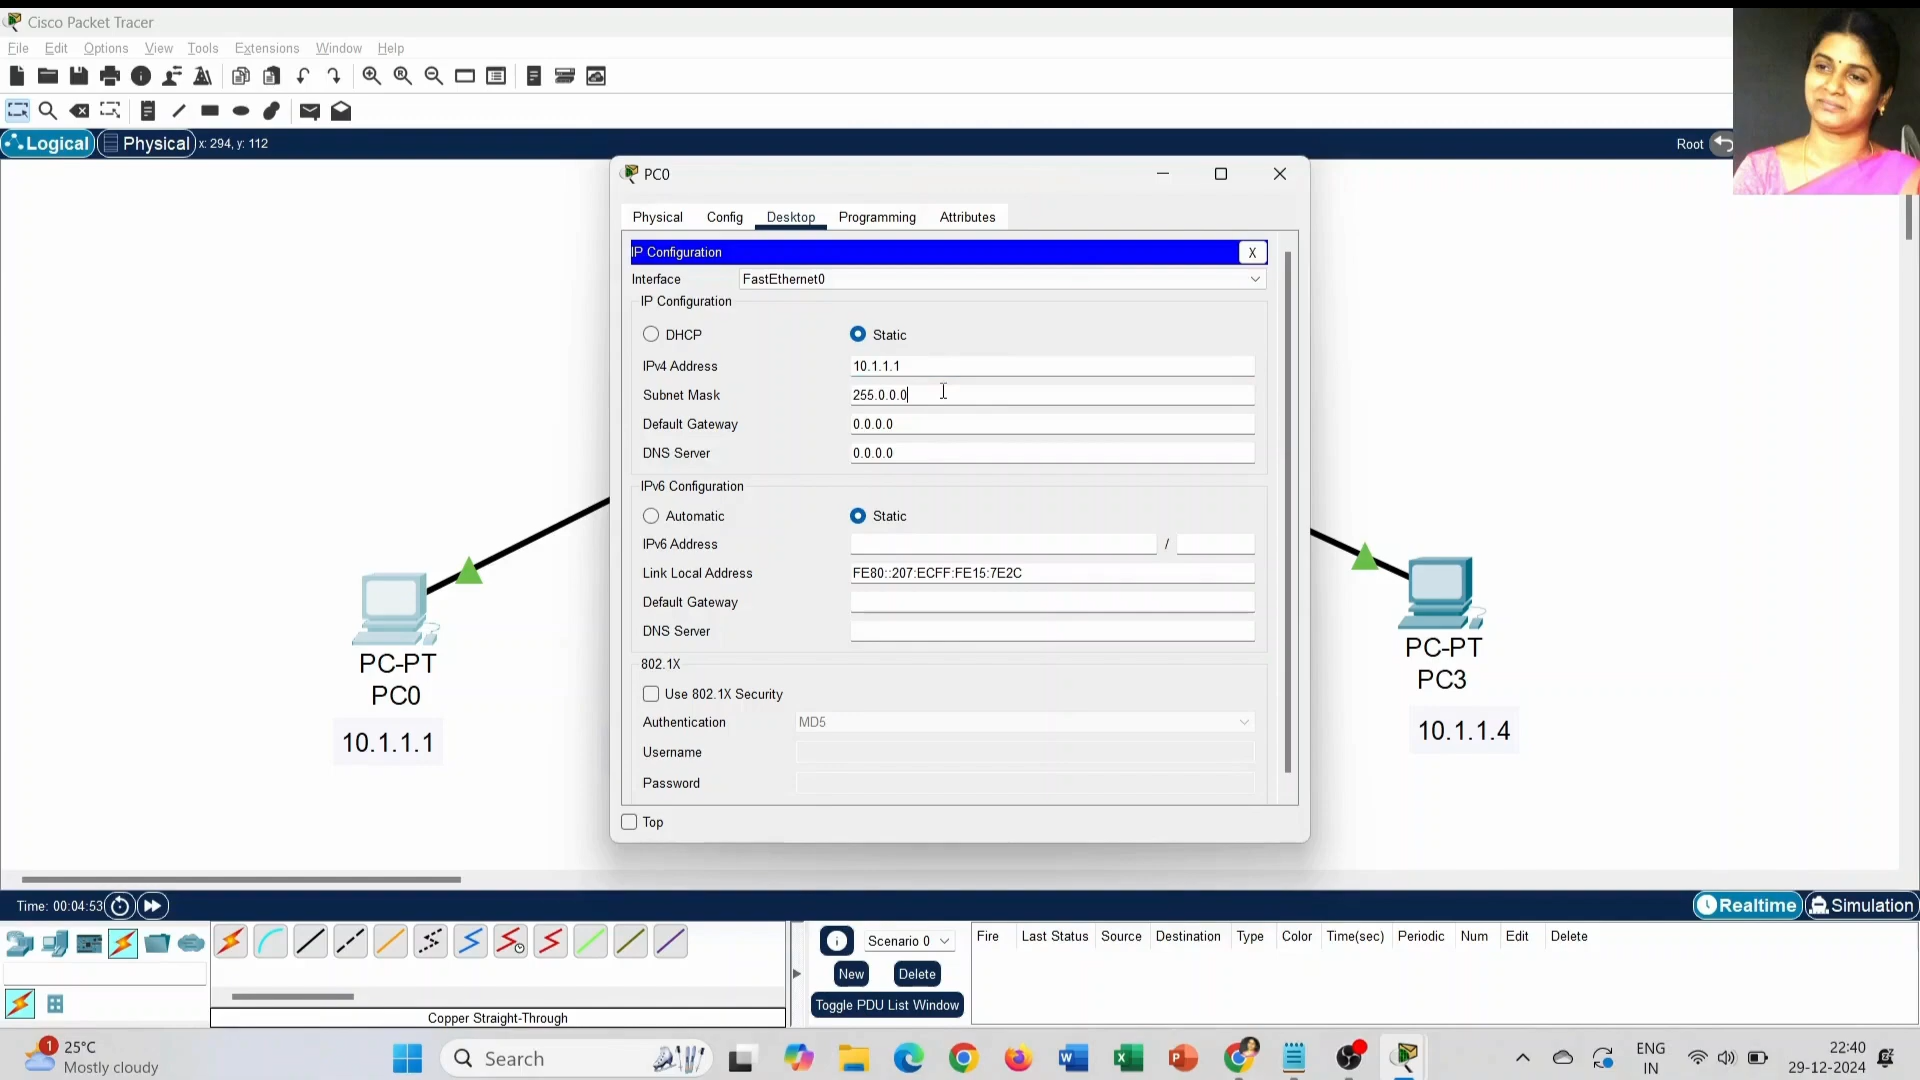 Cisco Packet Tracer
File Edit Options View Tools Extensions Window Help
Logical Physical x: 294, y: 112
Root
PC0
Physical Config Desktop Programming Attributes
IP Configuration X
Interface FastEthernet0
IP Configuration
DHCP Static
IPv4 Address 10.1.1.1
Subnet Mask 255.0.0.0
Default Gateway 0.0.0.0
DNS Server 0.0.0.0
IPv6 Configuration
Automatic Static
IPv6 Address /
Link Local Address FE80::207:ECFF:FE15:7E2C
Default Gateway
DNS Server
802.1X
Use 802.1X Security
Authentication MD5
Username
Password
Top
PC-PT
PC0
10.1.1.1
PC-PT
PC3
10.1.1.4
Time: 00:04:53
Realtime Simulation
Scenario 0
New Delete
Toggle PDU List Window
Fire Last Status Source Destination Type Color Time(sec) Periodic Num Edit Delete
Copper Straight-Through
1
25°C
Mostly cloudy
Search
ENG
IN
22:40
29-12-2024